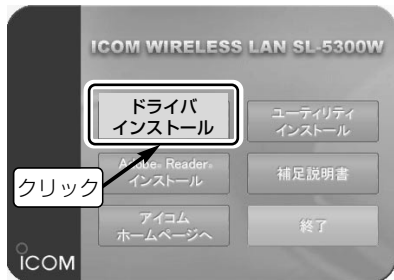 ICOM WIRELESS LAN SL-5300W
ドライバ
インストール
ユーティリティ
インストール
クリック
Adobe® Reader®
インストール
補足説明書
アイコム
ホームページへ
終了
ICOM